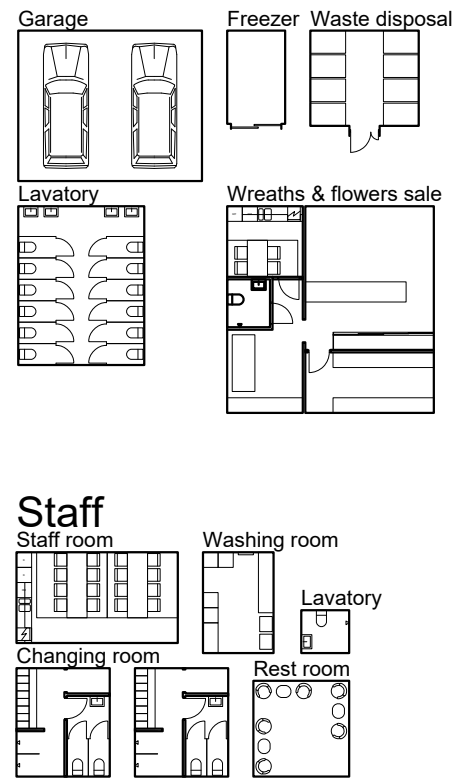 Garage
Freezer
Waste disposal
Lavatory
Wreaths & flowers sale
Staff
Staff room
Washing room
Lavatory
Changing room
Rest room